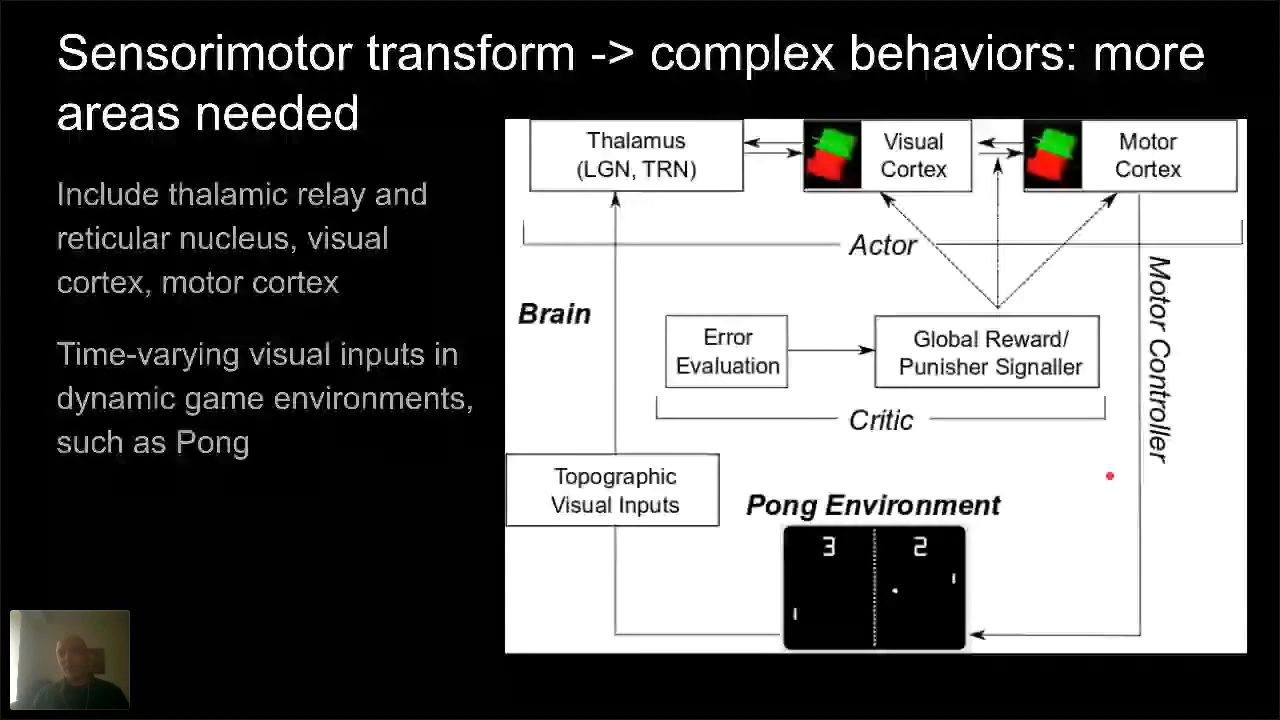 Sensorimotor transform -> complex behaviors: more
areas needed
Include thalamic relay and
reticular nucleus, visual
cortex, motor cortex
Time-varying visual inputs in
dynamic game environments,
such as Pong
Thalamus
(LGN, TRN)
Visual
Cortex
Motor
Cortex
Actor
Brain
Motor Controller
Error
Evaluation
Global Reward/
Punisher Signaller
Critic
Topographic
Visual Inputs
Pong Environment
3 2